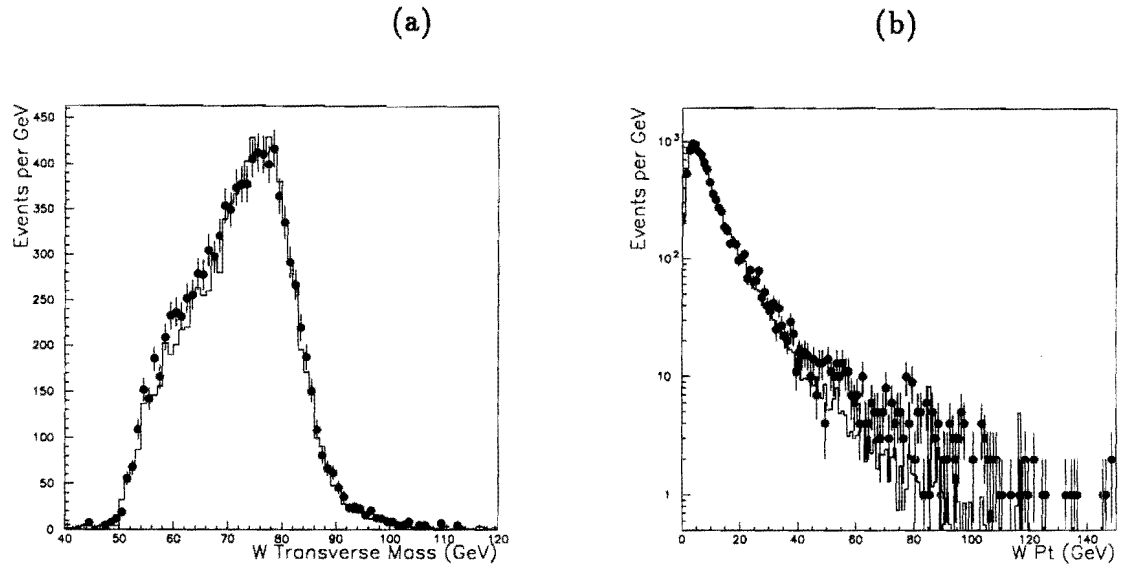 (a)
(b)
Events per GeV
450
400
350
300
250
200
150
100
50
0
40 50 60 70 80 90 100 110 120
W Transverse Mass (GeV)
Events per GeV
10³
10²
10
1
0 20 40 60 80 100 120 140
W Pt (GeV)